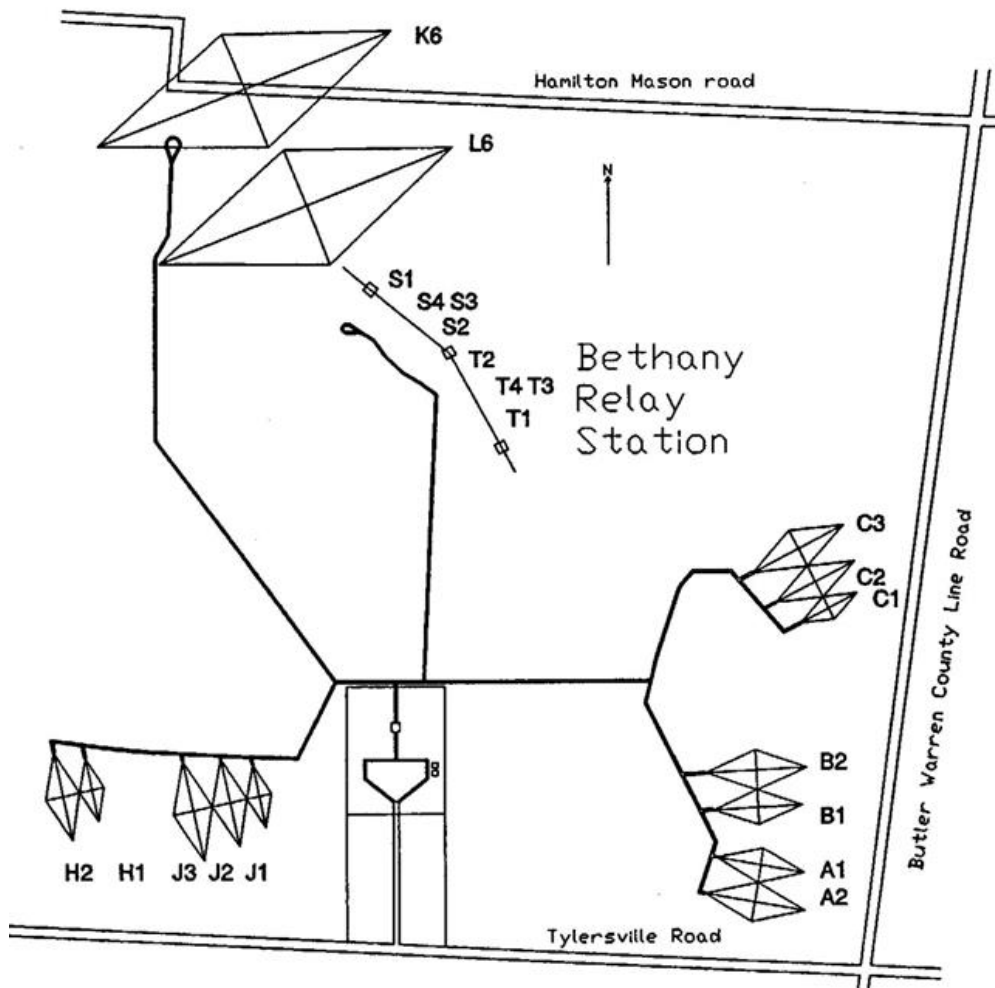 K6
Hamilton Mason road
L6
N
S1
S4 S3
S2
T2
T4 T3
T1
Bethany
Relay
Station
C3
C2
C1
Butler Warren County Line Road
B2
B1
A1
A2
H2 H1 J3 J2 J1
Tylersville Road